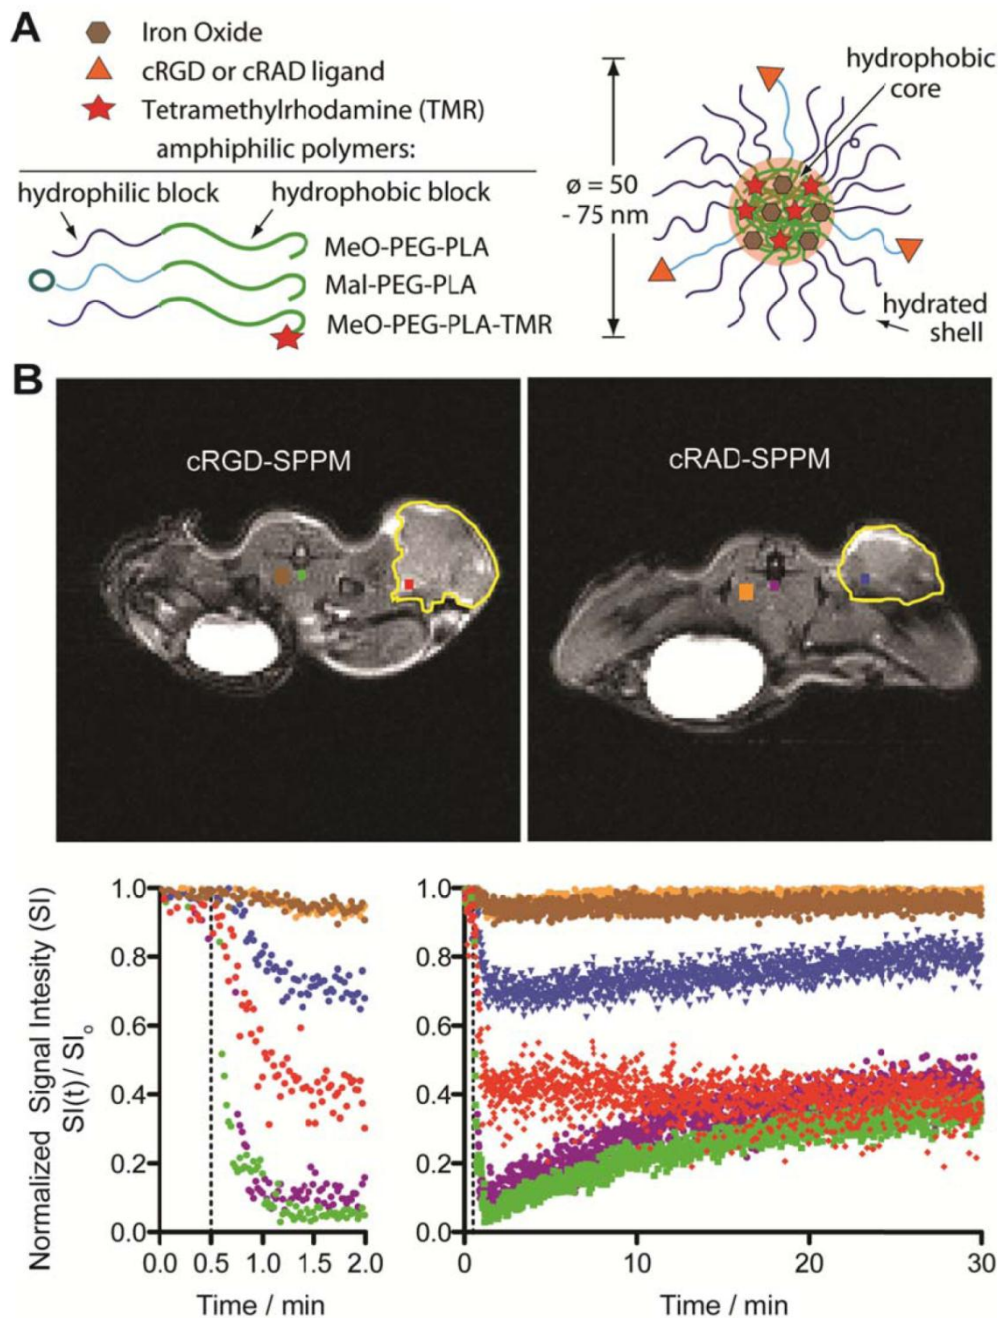 A
Iron Oxide
cRGD or cRAD ligand
Tetramethylrhodamine (TMR)
amphiphilic polymers:
hydrophilic block
hydrophobic block
MeO-PEG-PLA
Mal-PEG-PLA
MeO-PEG-PLA-TMR
hydrophobic
core
ø = 50
- 75 nm
hydrated
shell
B
cRGD-SPPM
cRAD-SPPM
Normalized Signal Intesity (SI)
SI(t) / SIo
1.0
0.8
0.6
0.4
0.2
0.0
0.0 0.5 1.0 1.5 2.0
Time / min
1.0
0.8
0.6
0.4
0.2
0.0
0 10 20 30
Time / min